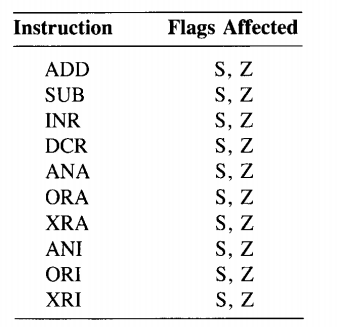 Instruction Flags Affected
ADD S, Z
SUB S, Z
INR S, Z
DCR S, Z
ANA S, Z
ORA S, Z
XRA S, Z
ANI S, Z
ORI S, Z
XRI S, Z